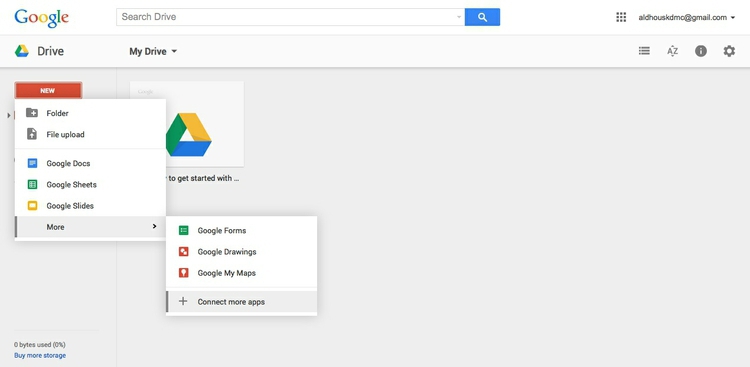 Google
Search Drive
aldhouskdmc@gmail.com
Drive
My Drive
AZ
NEW
Folder
File upload
Google Docs
Google Sheets
Google Slides
More
to get started with ...
Google Forms
Google Drawings
Google My Maps
Connect more apps
0 bytes used (0%)
Buy more storage